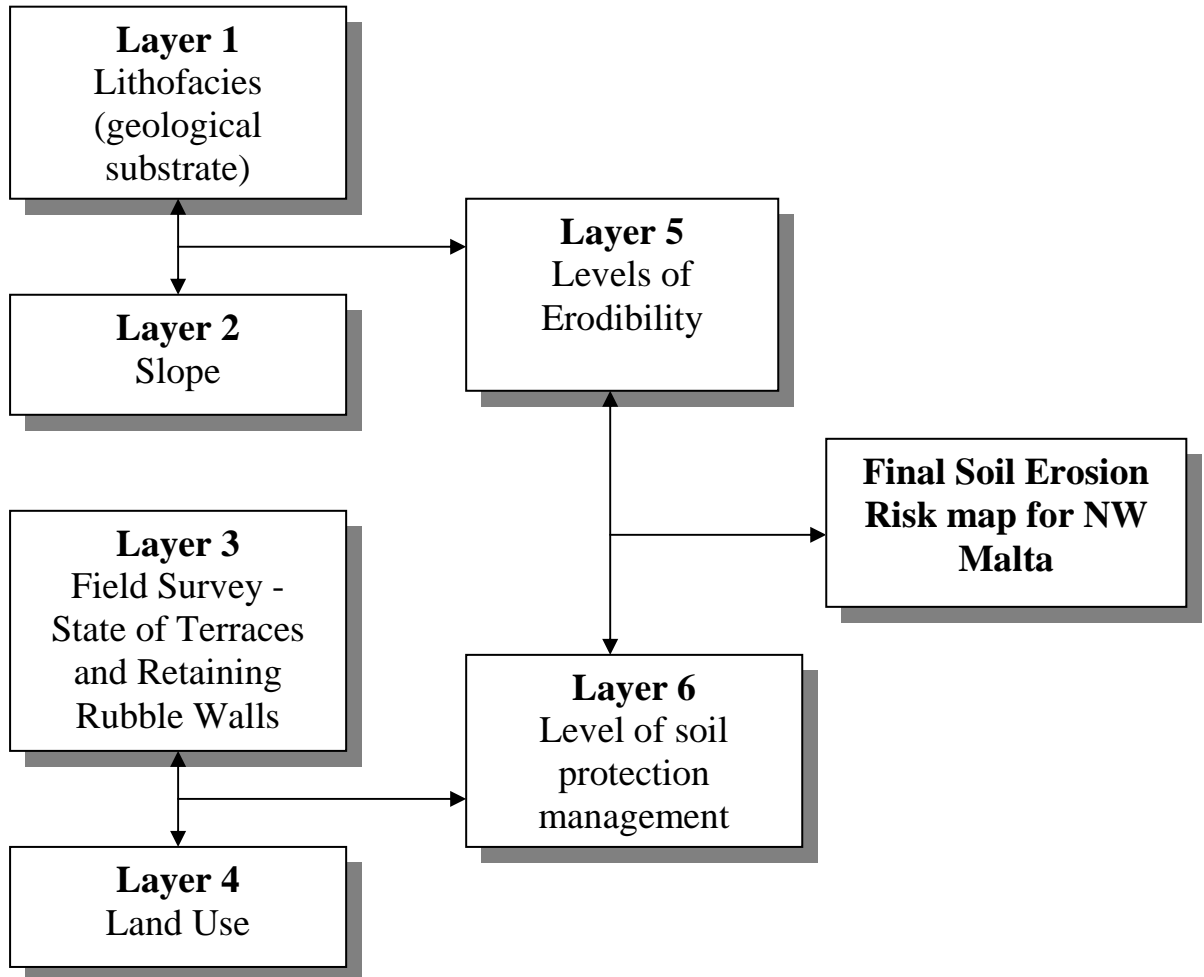 Layer 1
Lithofacies
(geological
substrate)
Layer 2
Slope
Layer 5
Levels of
Erodibility
Layer 3
Field Survey -
State of Terraces
and Retaining
Rubble Walls
Layer 4
Land Use
Layer 6
Level of soil
protection
management
Final Soil Erosion
Risk map for NW
Malta